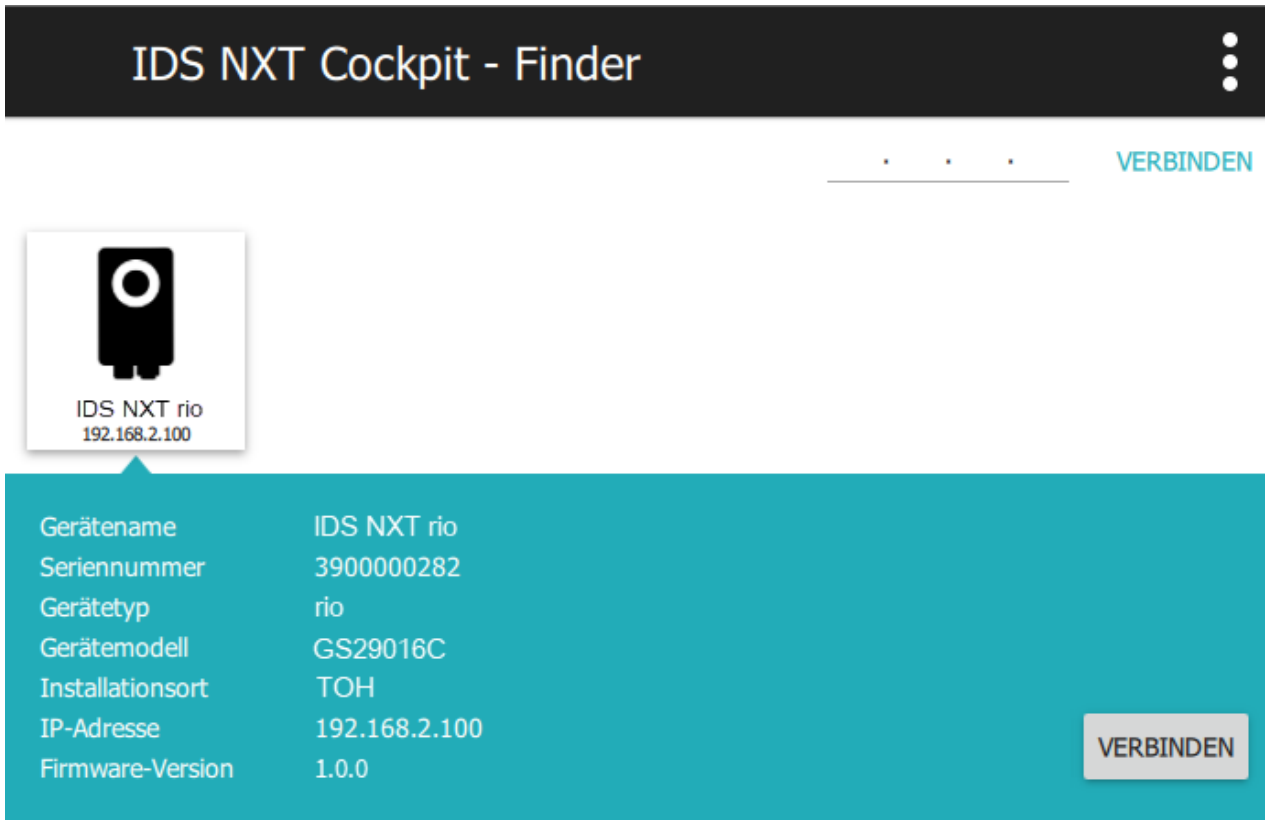 IDS NXT Cockpit - Finder
. . . VERBINDEN
IDS NXT rio
192.168.2.100
Gerätename IDS NXT rio
Seriennummer 3900000282
Gerätetyp rio
Gerätemodell GS29016C
Installationsort TOH
IP-Adresse 192.168.2.100
Firmware-Version 1.0.0
VERBINDEN